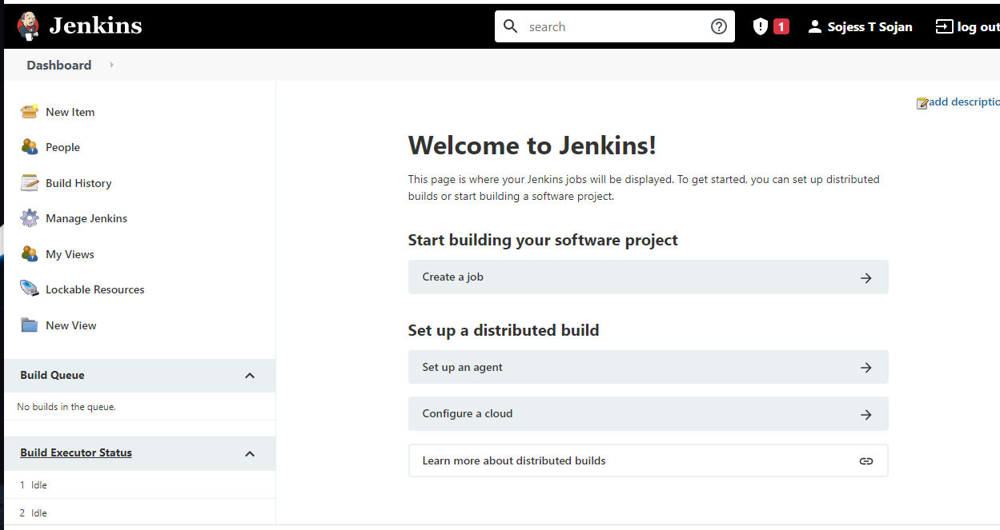 Jenkins
search
1
Sojess T Sojan
log out
Dashboard
New Item
People
Build History
Manage Jenkins
My Views
Lockable Resources
New View
Build Queue
No builds in the queue.
Build Executor Status
1 Idle
2 Idle
add descriptio
Welcome to Jenkins!
This page is where your Jenkins jobs will be displayed. To get started, you can set up distributed
builds or start building a software project.
Start building your software project
Create a job
Set up a distributed build
Set up an agent
Configure a cloud
Learn more about distributed builds